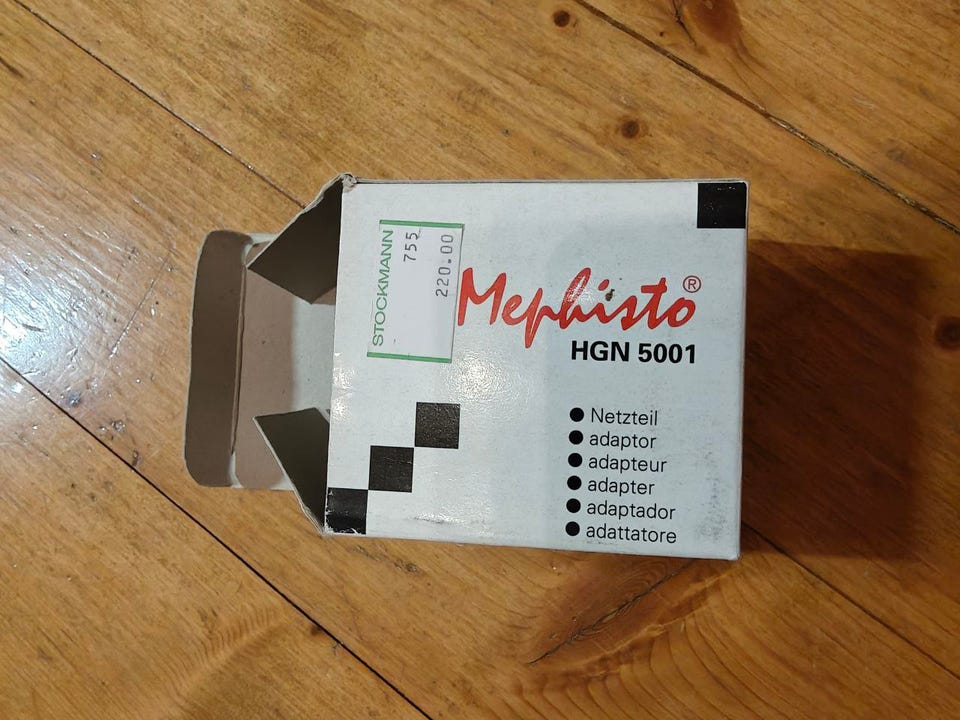 STOCKMANN
755
220.00
Mephisto®
HGN 5001
● Netzteil
● adaptor
● adapteur
● adapter
● adaptador
● adattatore